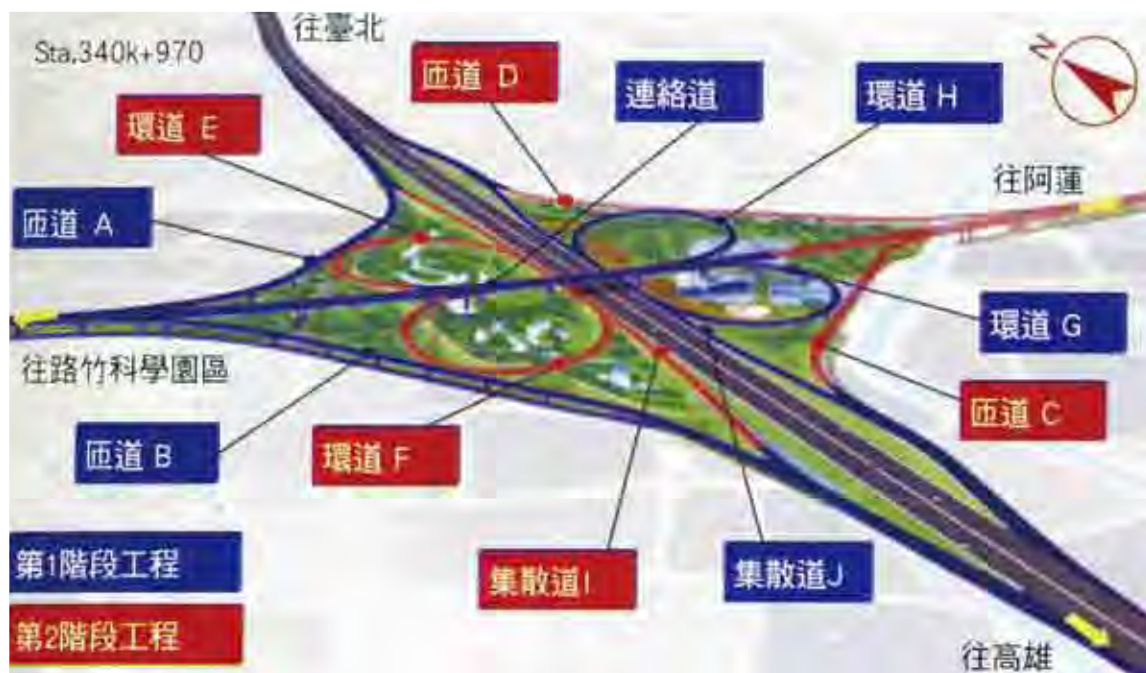 往臺北
Sta.340k+970
匝道 D
連絡道
環道 H
N
環道 E
往阿蓮
匝道 A
環道 G
往路竹科學園區
匝道 C
匝道 B
環道 F
第1階段工程
集散道I
集散道J
第2階段工程
往高雄